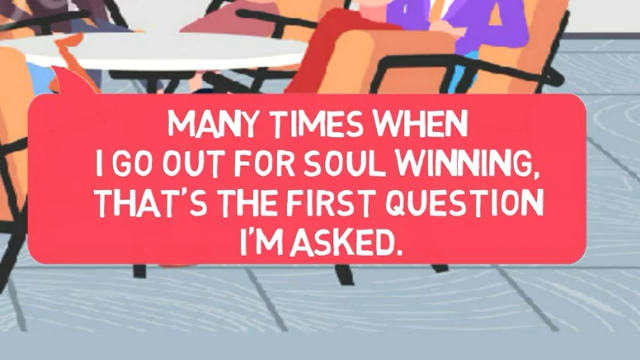 MANY TIMES WHEN
I GO OUT FOR SOUL WINNING,
THAT'S THE FIRST QUESTION
I'M ASKED.